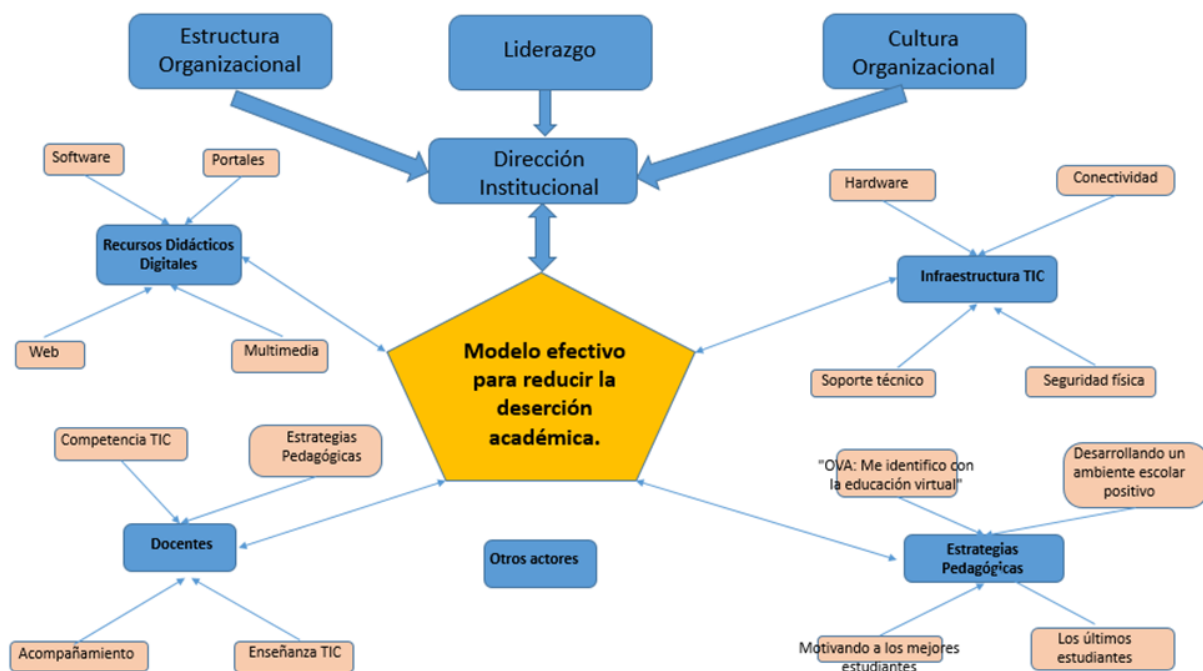 Estructura
Organizacional
Liderazgo
Cultura
Organizacional
Dirección
Institucional
Software
Portales
Recursos Didácticos
Digitales
Web
Multimedia
Hardware
Conectividad
Infraestructura TIC
Soporte técnico
Seguridad física
Modelo efectivo
para reducir la
deserción
académica.
Competencia TIC
Estrategias
Pedagógicas
Docentes
Acompañamiento
Enseñanza TIC
Otros actores
"OVA: Me identifico con
la educación virtual"
Desarrollando un
ambiente escolar
positivo
Estrategias
Pedagógicas
Motivando a los mejores
estudiantes
Los últimos
estudiantes